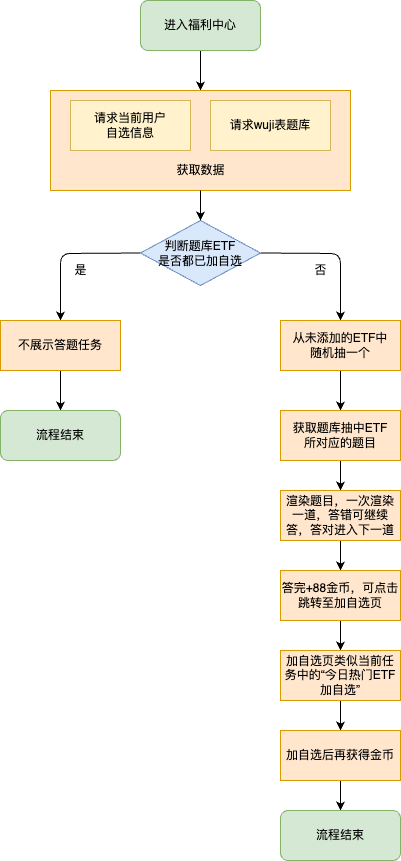 进入福利中心
请求当前用户
自选信息
请求wuji表题库
获取数据
判断题库ETF
是否都已加自选
是
否
不展示答题任务
流程结束
从未添加的ETF中
随机抽一个
获取题库抽中ETF
所对应的题目
渲染题目，一次渲染
一道，答错可继续
答，答对进入下一道
答完+88金币，可点击
跳转至加自选页
加自选页类似当前任
务中的“今日热门ETF
加自选”
加自选后再获得金币
流程结束